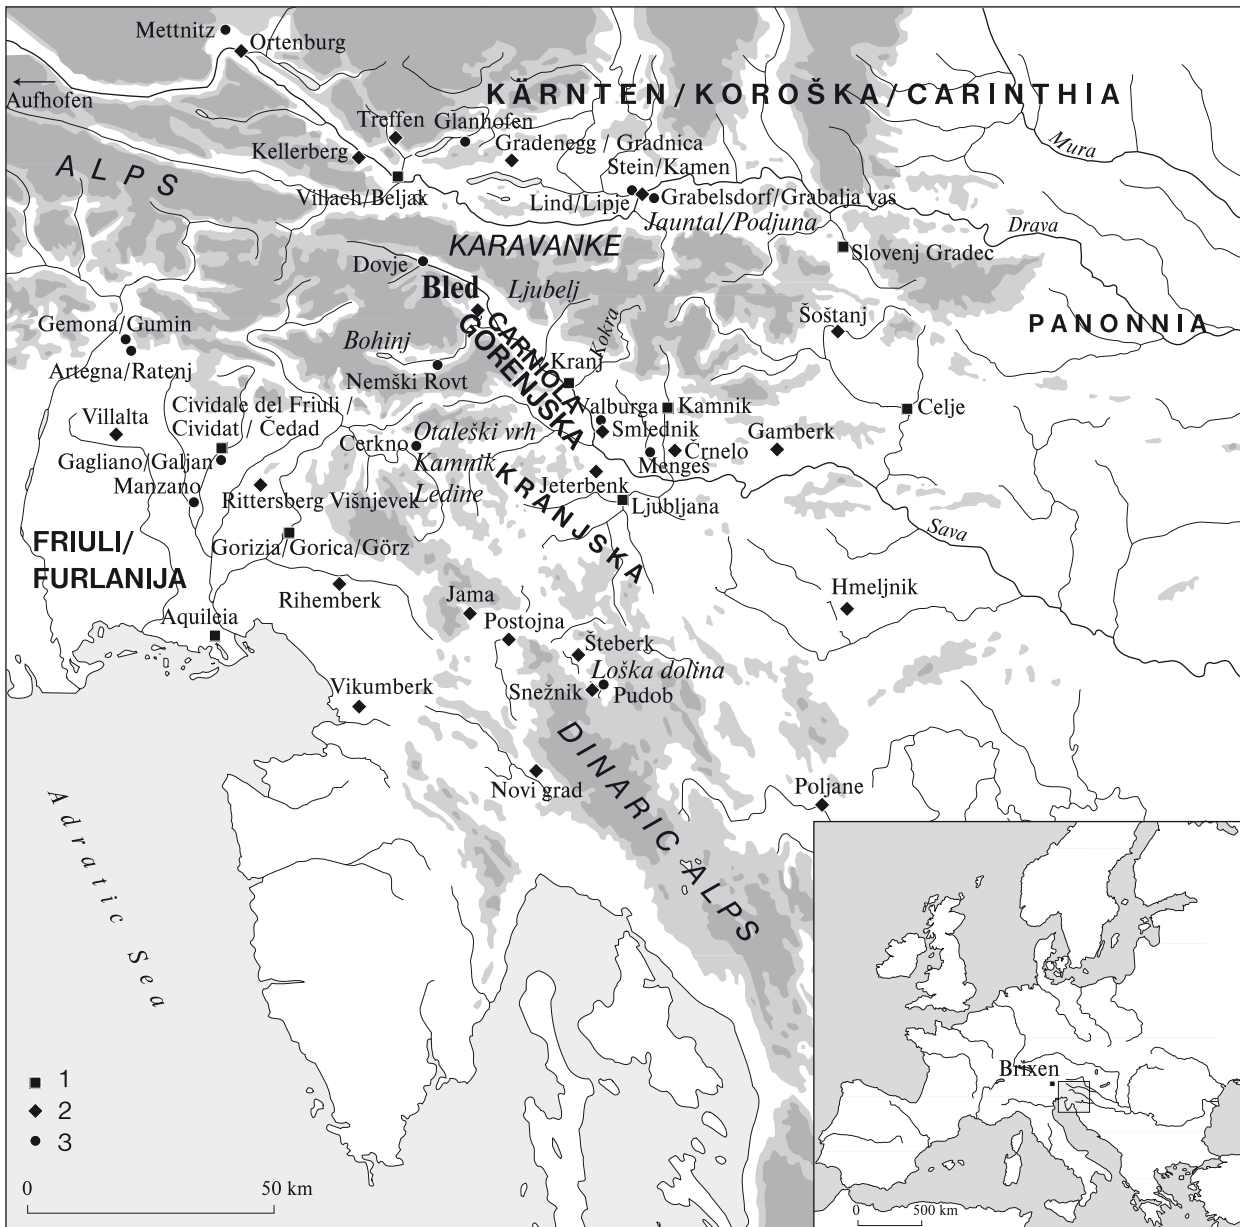 Mettnitz
Ortenburg
Aufhofen
KÄRNTEN/KOROŠKA/CARINTHIA
Treffen
Glanhofen
Gradenegg / Gradnica
Kellerberg
Stein/Kamen
Mura
ALPS
Villach/Beljak
Lind/Lipje
Grabelsdorf/Grabalja vas
Jauntal/Podjuna
Drava
KARAVANKE
Slovenj Gradec
Dovje
Bled
Ljubelj
Šoštanj
PANONNIA
Gemona/Gumin
Artegna/Ratenj
Bohinj
Nemški Rovt
CARNIOLA
GORENJSKA
Kokra
Kranj
Villalta
Cividale del Friuli /
Cividat / Čedad
Valburga
Kamnik
Celje
Smlednik
Gagliano/Galjan
Cerkno
Otaleški vrh
Kamnik
Ledine
Črnelo
Gamberk
Mengeš
Manzano
Rittersberg
Višnjevek
Jeterbenk
Ljubljana
KRANJSKA
Sava
FRIULI/
FURLANIJA
Gorizia/Gorica/Görz
Rihemberk
Jama
Hmeljnik
Aquileia
Postojna
Šteberk
Loška dolina
Vikumberk
Snežnik
Pudob
DINARIC ALPS
Novi grad
Poljane
Adratic Sea
Brixen
1
2
3
0 50 km
0 500 km